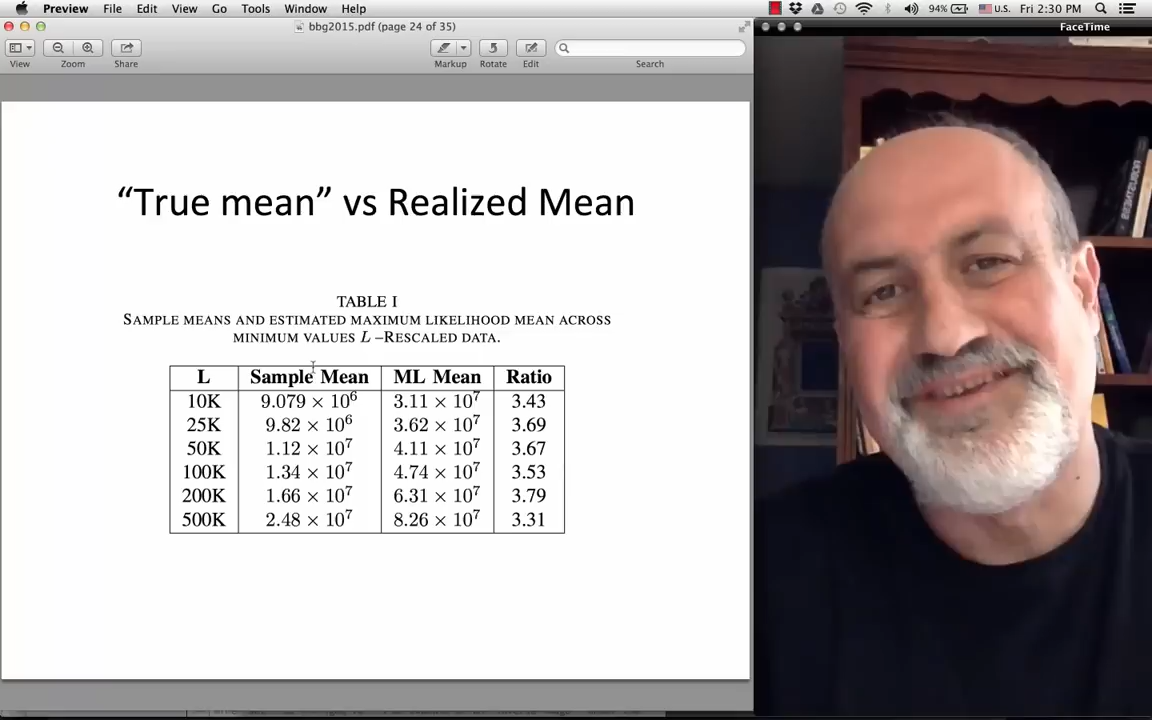 Preview File Edit View Go Tools Window Help 94% U.S. Fri 2:30 PM
bbg2015.pdf (page 24 of 35)
FaceTime
View Zoom Share Markup Rotate Edit Search
“True mean” vs Realized Mean
TABLE I
SAMPLE MEANS AND ESTIMATED MAXIMUM LIKELIHOOD MEAN ACROSS
MINIMUM VALUES L –RESCALED DATA.
L Sample Mean ML Mean Ratio
10K 9.079 × 10⁶ 3.11 × 10⁷ 3.43
25K 9.82 × 10⁶ 3.62 × 10⁷ 3.69
50K 1.12 × 10⁷ 4.11 × 10⁷ 3.67
100K 1.34 × 10⁷ 4.74 × 10⁷ 3.53
200K 1.66 × 10⁷ 6.31 × 10⁷ 3.79
500K 2.48 × 10⁷ 8.26 × 10⁷ 3.31